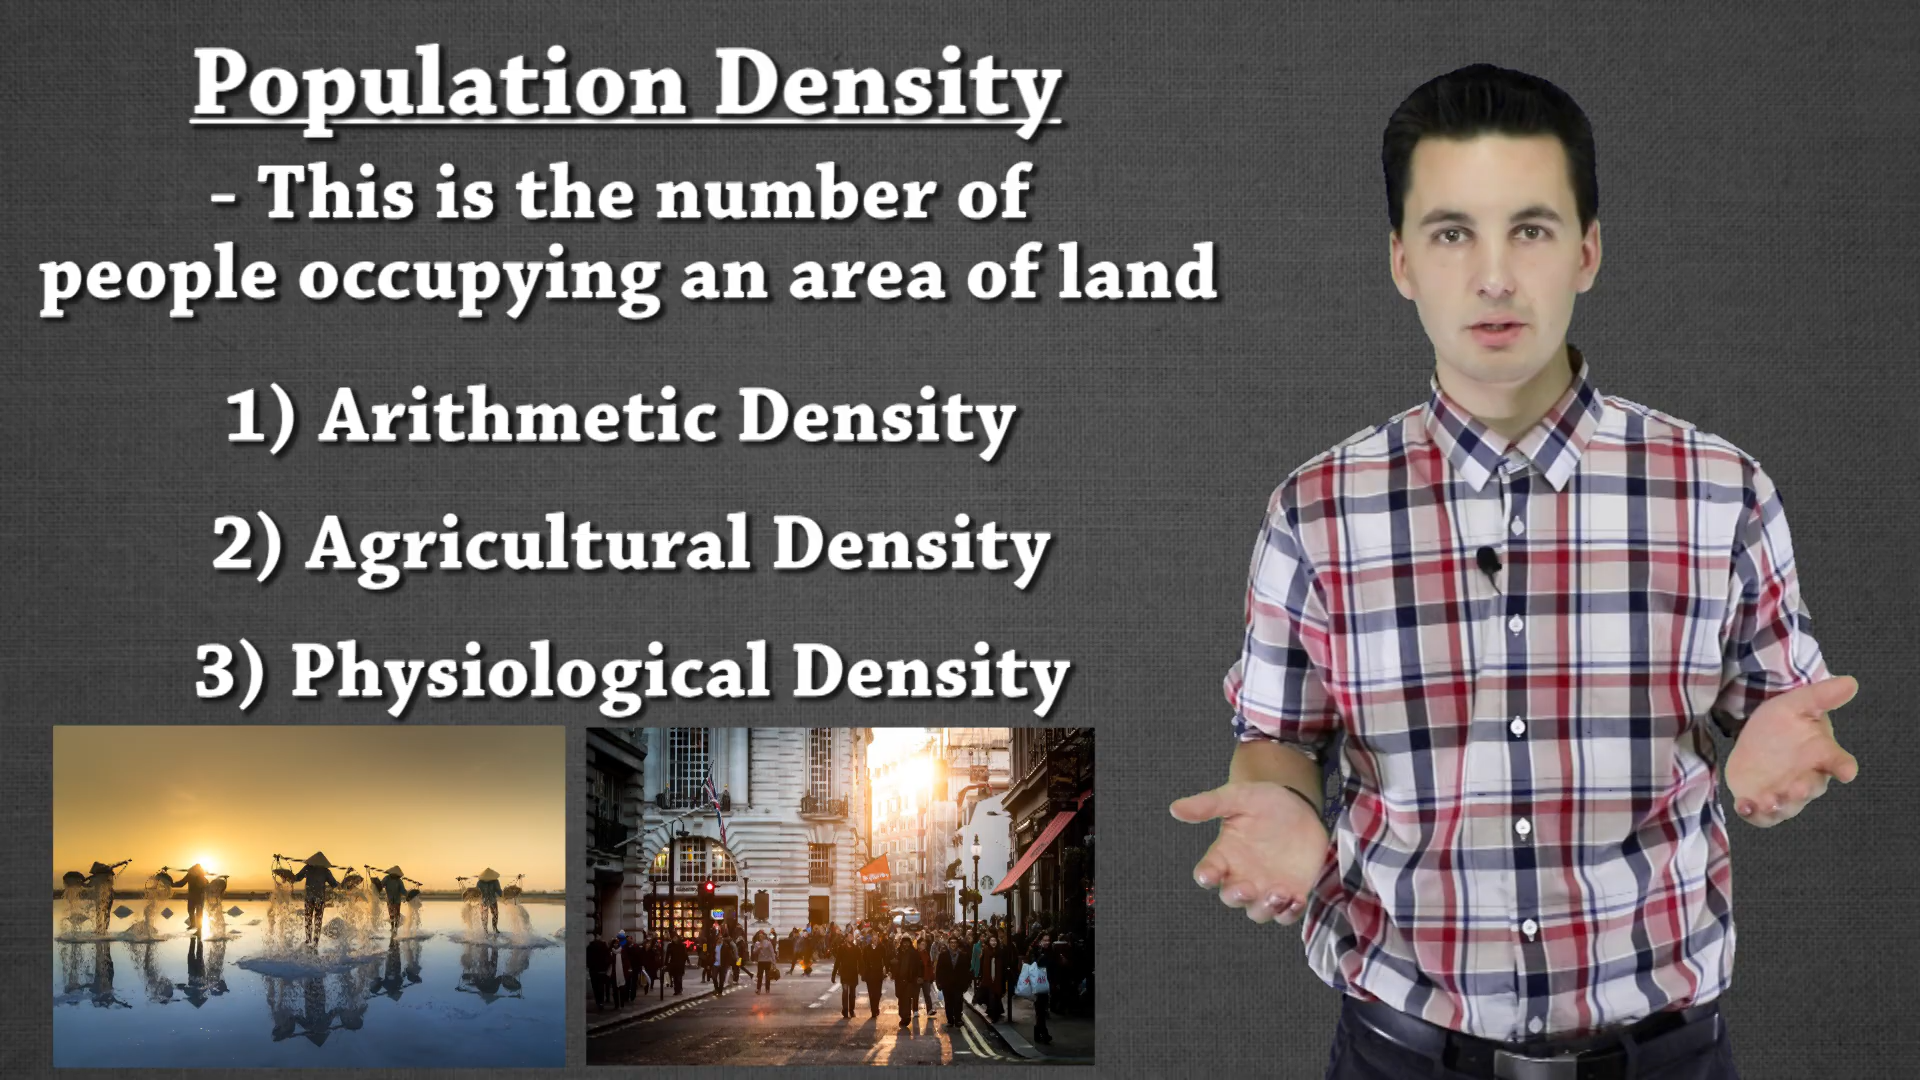 Population Density
- This is the number of
people occupying an area of land
1) Arithmetic Density
2) Agricultural Density
3) Physiological Density